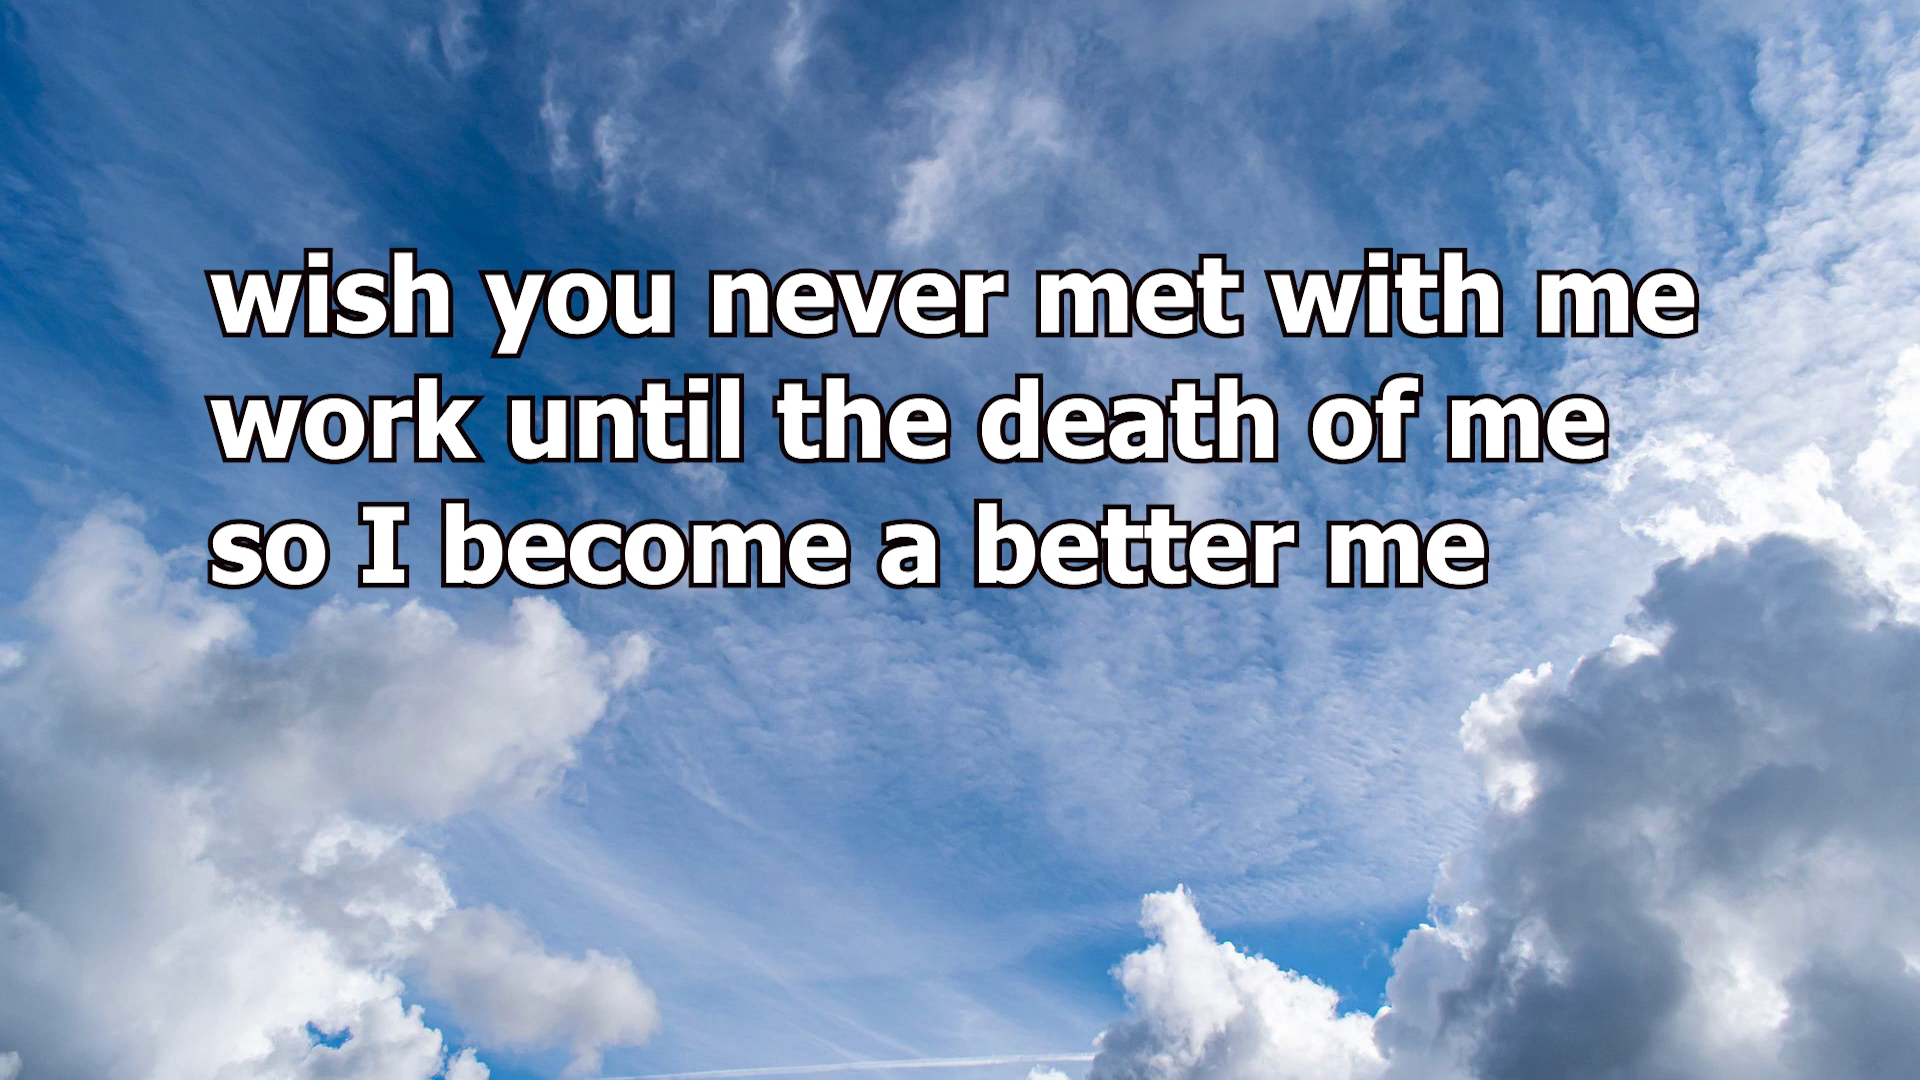 wish you never met with me
work until the death of me
so I become a better me